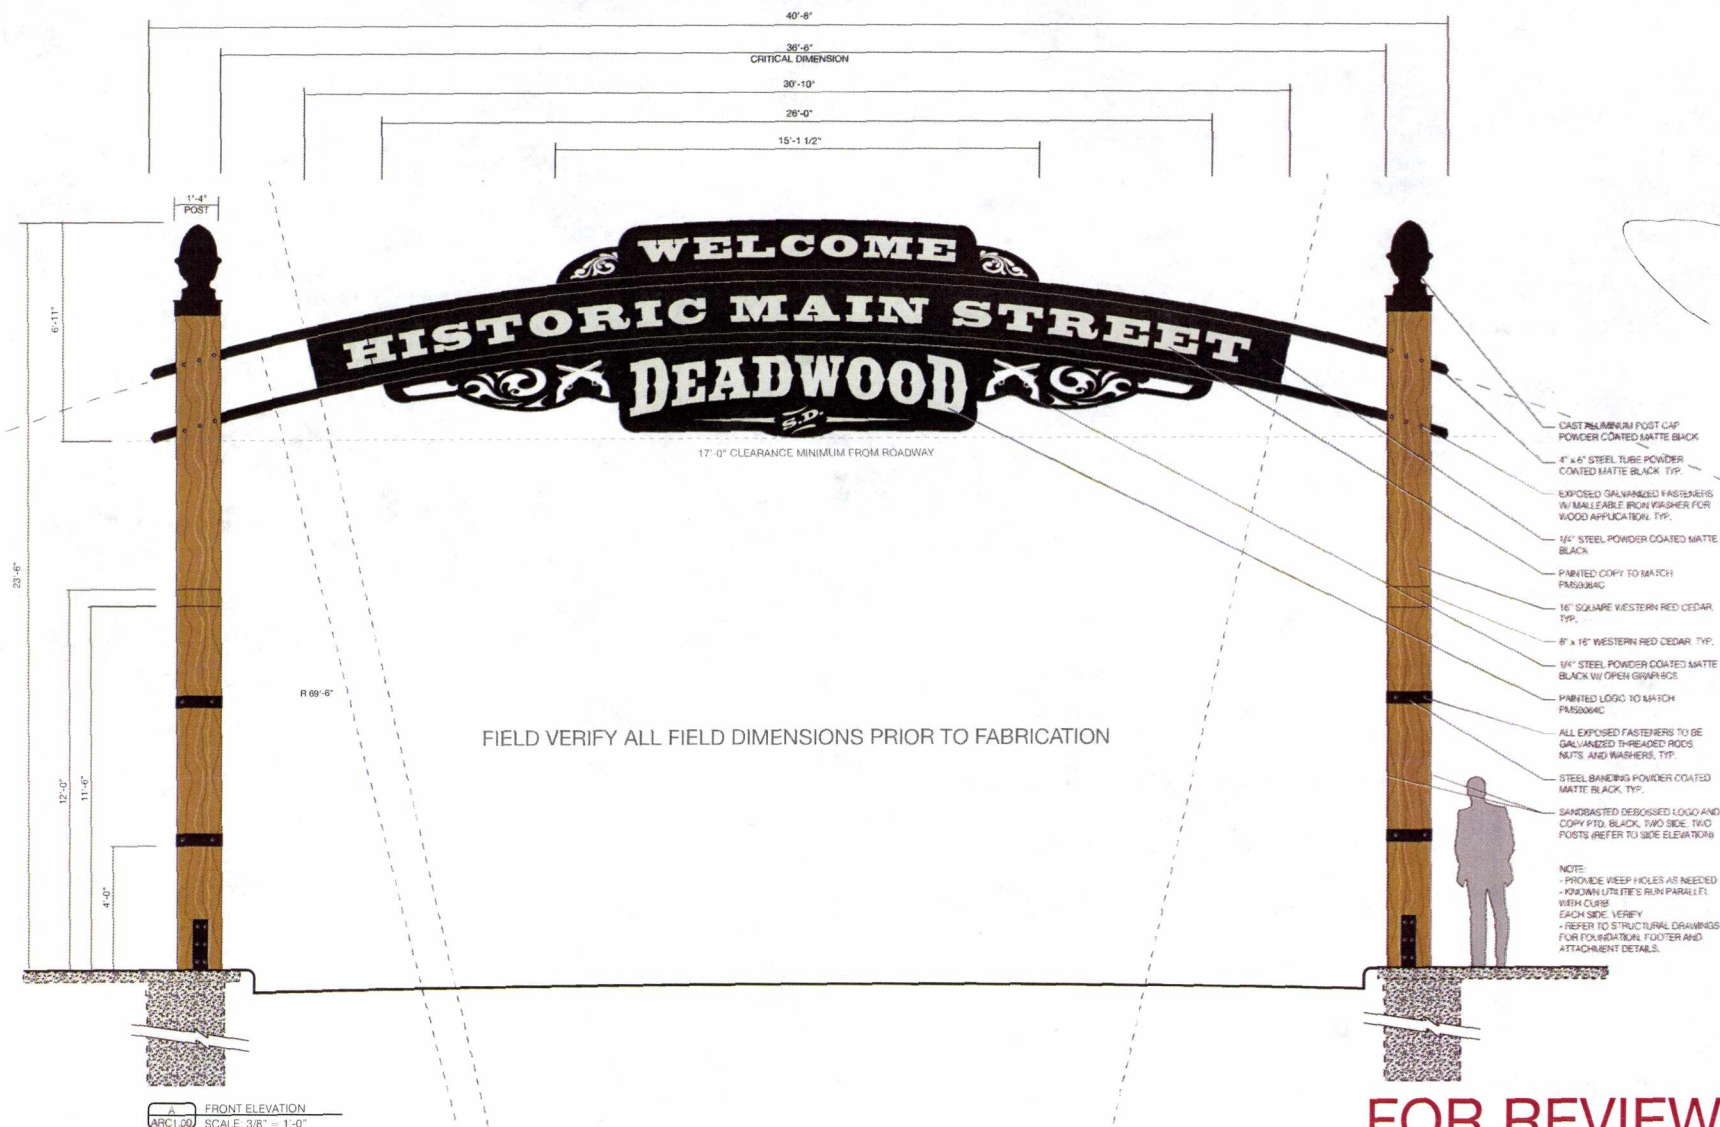 40'-8"
36'-6"
CRITICAL DIMENSION
30'-10"
26'-0"
15'-1 1/2"
1'-4"
POST
6'-11"
23'-6"
12'-0"
11'-6"
4'-0"
WELCOME
HISTORIC MAIN STREET
DEADWOOD
S.D.
17'-0" CLEARANCE MINIMUM FROM ROADWAY
R 69'-6"
FIELD VERIFY ALL FIELD DIMENSIONS PRIOR TO FABRICATION
CAST ALUMINUM POST CAP
POWDER COATED MATTE BLACK
4" x 6" STEEL TUBE POWDER
COATED MATTE BLACK, TYP.
EXPOSED GALVANIZED FASTENERS
W/ MALLEABLE IRON WASHER FOR
WOOD APPLICATION, TYP.
1/4" STEEL POWDER COATED MATTE
BLACK
PAINTED COPY TO MATCH
16" SQUARE WESTERN RED CEDAR,
TYP.
8" x 16" WESTERN RED CEDAR, TYP.
1/4" STEEL POWDER COATED MATTE
BLACK W/ OPEN GRAPHICS
PAINTED LOGO TO MATCH
ALL EXPOSED FASTENERS TO BE
GALVANIZED THREADED RODS,
NUTS, AND WASHERS, TYP.
STEEL BANDING POWDER COATED
MATTE BLACK, TYP.
SANDBASTED DEBOSSED LOGO AND
COPY PTD. BLACK, TWO SIDE, TWO
POSTS (REFER TO SIDE ELEVATION)
NOTE:
- PROVIDE WEEP HOLES AS NEEDED
- KNOWN UTILITIES RUN PARALLEL
WITH CURB
EACH SIDE. VERIFY
- REFER TO STRUCTURAL DRAWINGS
FOR FOUNDATION, FOOTER AND
ATTACHMENT DETAILS.
A
ARC1.00
FRONT ELEVATION
SCALE: 3/8" = 1'-0"
FOR REVIEW